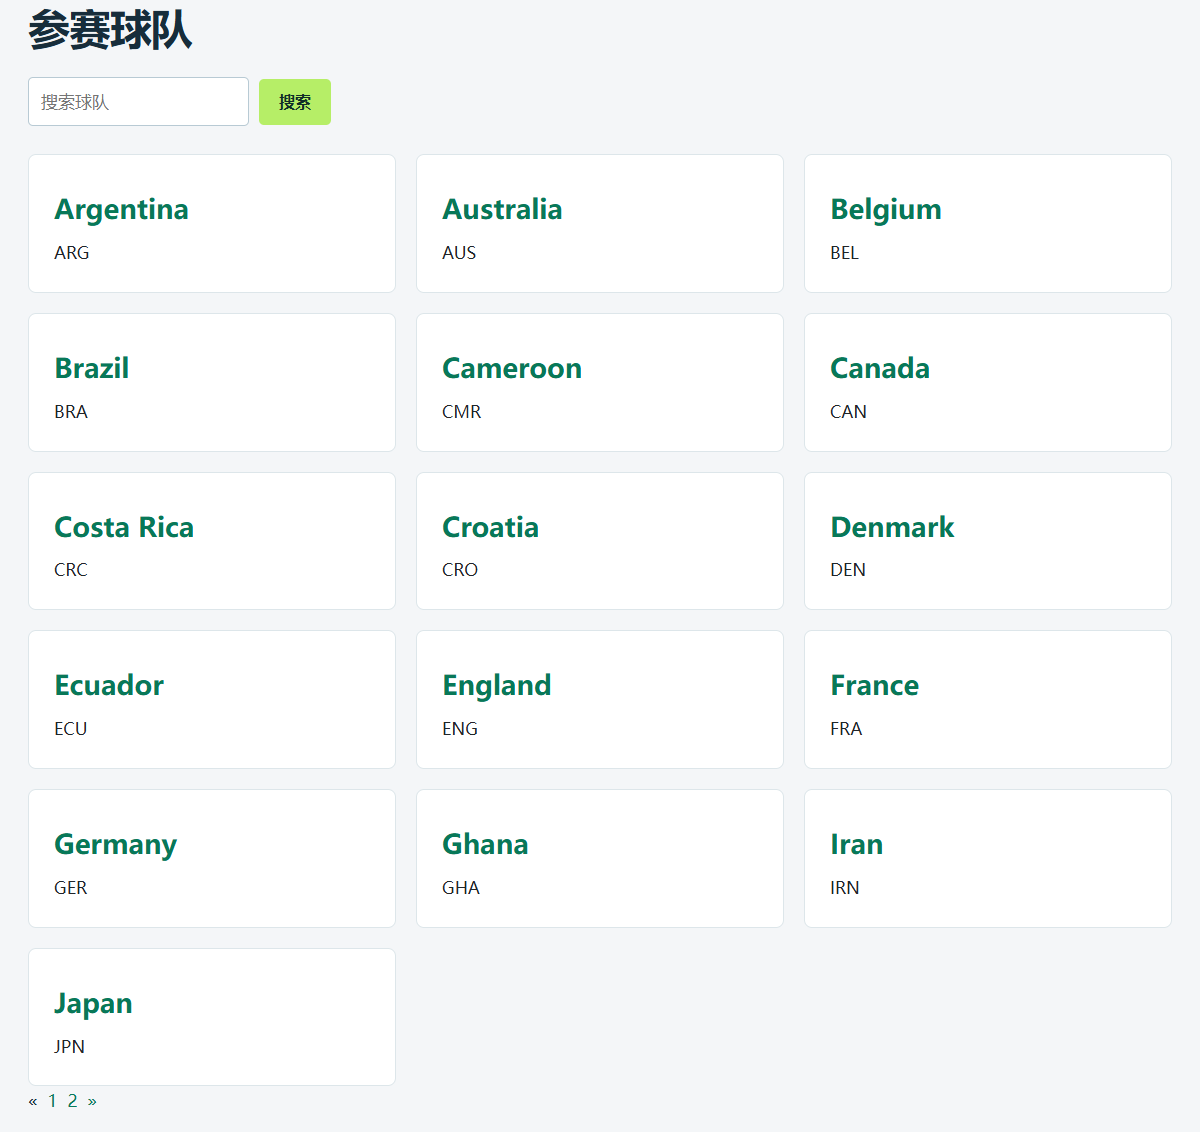 参赛球队
搜索球队
搜索
Argentina
ARG
Australia
AUS
Belgium
BEL
Brazil
BRA
Cameroon
CMR
Canada
CAN
Costa Rica
CRC
Croatia
CRO
Denmark
DEN
Ecuador
ECU
England
ENG
France
FRA
Germany
GER
Ghana
GHA
Iran
IRN
Japan
JPN
« 1 2 »